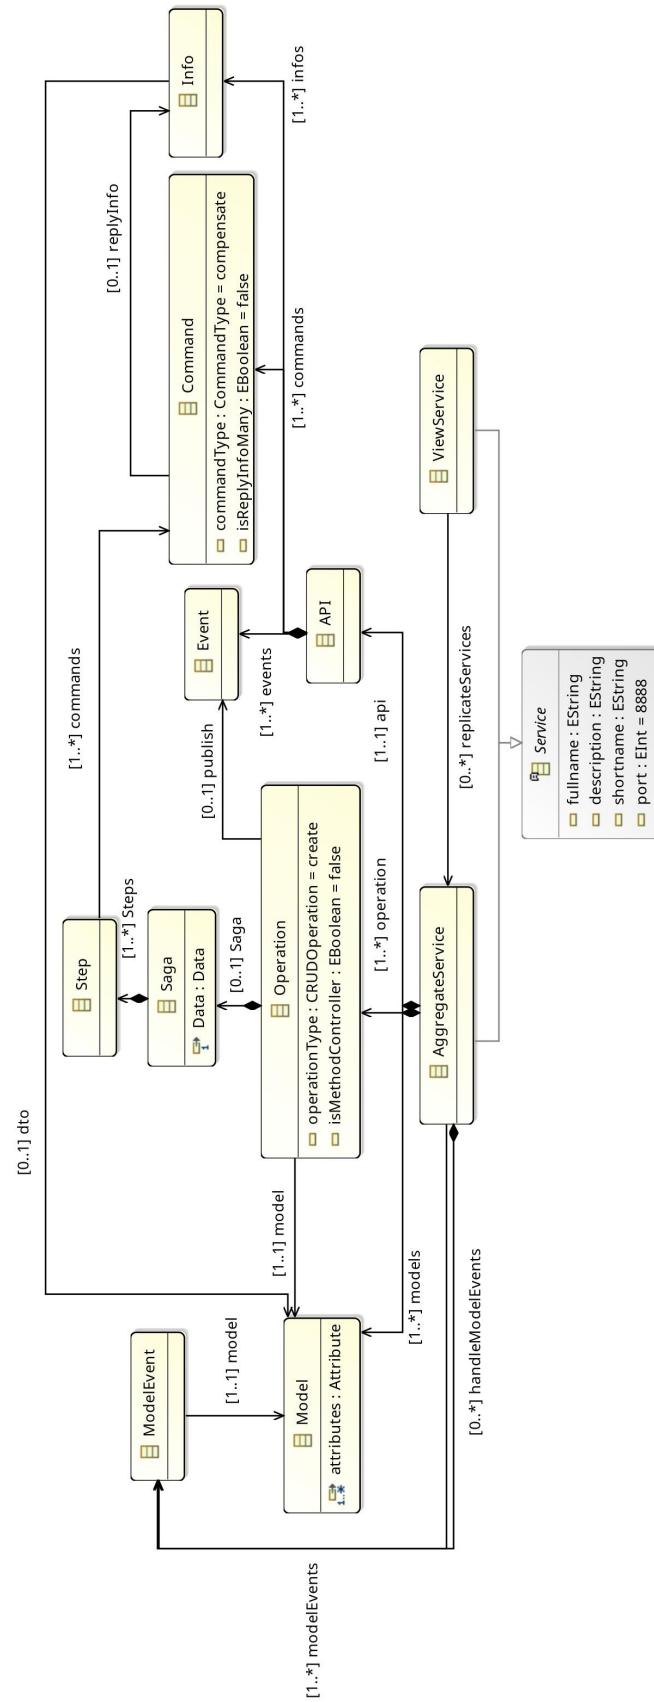 [1..*] modelEvents
ModelEvent
[1..1] model
Model
attributes : Attribute
1..*
[0..*] handleModelEvents
[1..*] models
[1..1] model
[0..1] dto
Step
[1..*] Steps
Saga
Data : Data
1
[0..1] Saga
Operation
operationType : CRUDOperation = create
isMethodController : EBoolean = false
[1..*] operation
AggregateService
[1..*] commands
[0..1] publish
Event
[1..*] events
API
[1..1] api
[0..*] replicateServices
Service
fullname : EString
description : EString
shortname : EString
port : EInt = 8888
ViewService
Command
commandType : CommandType = compensate
isReplyInfoMany : EBoolean = false
[1..*] commands
[0..1] replyInfo
Info
[1..*] infos